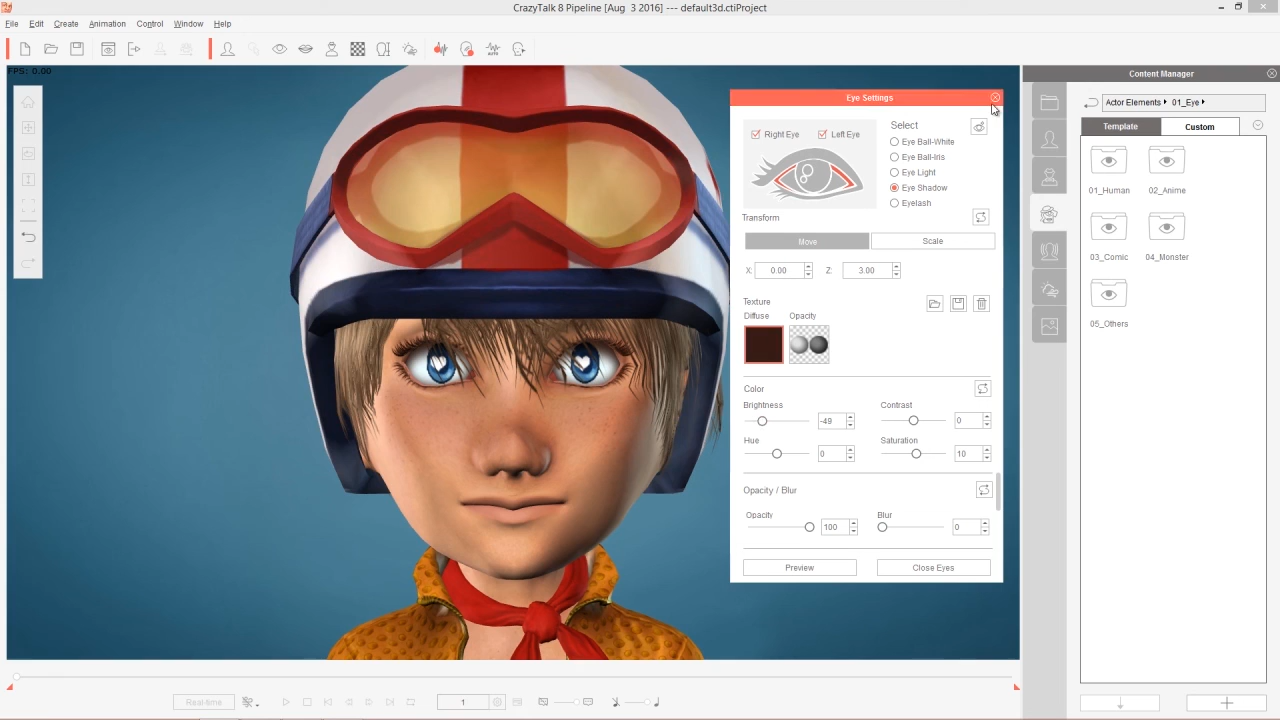 CrazyTalk 8 Pipeline [Aug 3 2016] --- default3d.ctiProject
File Edit Create Animation Control Window Help
FPS: 0.00
Eye Settings
Right Eye Left Eye
Select
Eye Ball-White
Eye Ball-Iris
Eye Light
Eye Shadow
Eyelash
Transform
Move Scale
X: 0.00 Z: 3.00
Texture
Diffuse Opacity
Color
Brightness Contrast
-49 0
Hue Saturation
0 10
Opacity / Blur
Opacity Blur
100 0
Preview Close Eyes
Content Manager
Actor Elements 01_Eye
Template Custom
01_Human 02_Anime
03_Comic 04_Monster
05_Others
Real-time 1